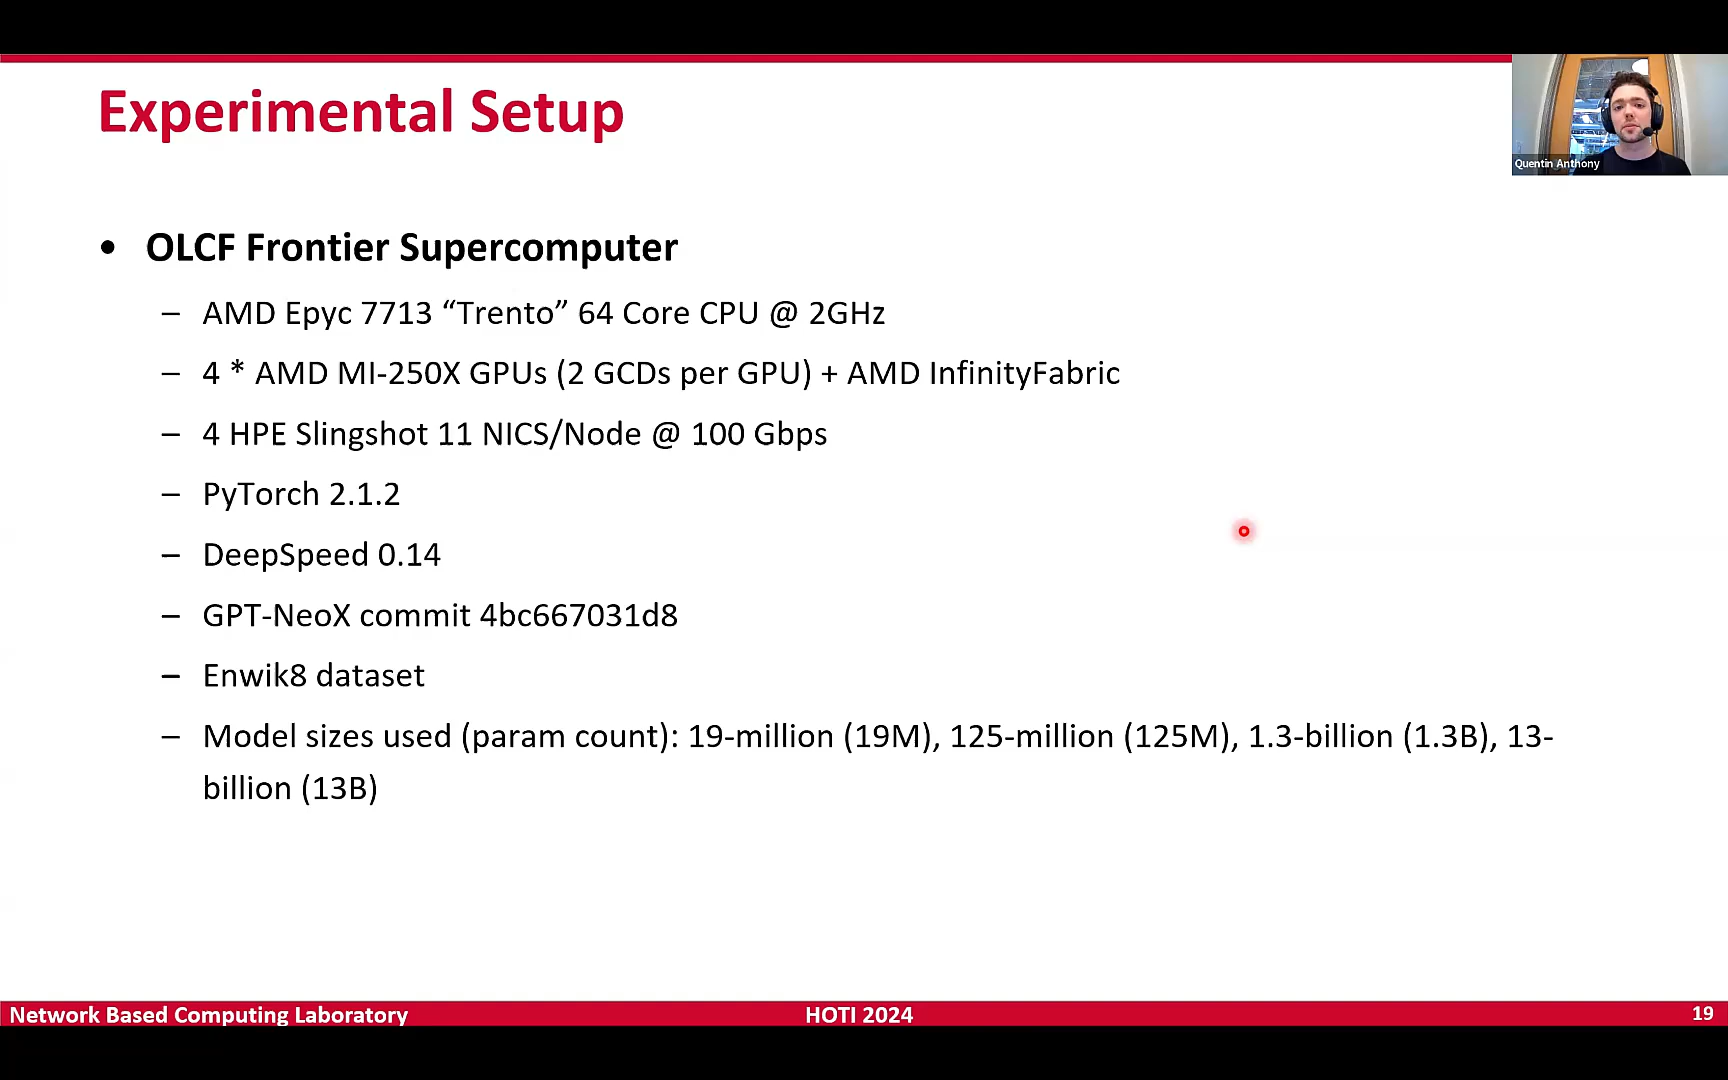 Experimental Setup
Quentin Anthony
• OLCF Frontier Supercomputer
– AMD Epyc 7713 “Trento” 64 Core CPU @ 2GHz
– 4 * AMD MI-250X GPUs (2 GCDs per GPU) + AMD InfinityFabric
– 4 HPE Slingshot 11 NICS/Node @ 100 Gbps
– PyTorch 2.1.2
– DeepSpeed 0.14
– GPT-NeoX commit 4bc667031d8
– Enwik8 dataset
– Model sizes used (param count): 19-million (19M), 125-million (125M), 1.3-billion (1.3B), 13-
billion (13B)
Network Based Computing Laboratory
HOTI 2024
19